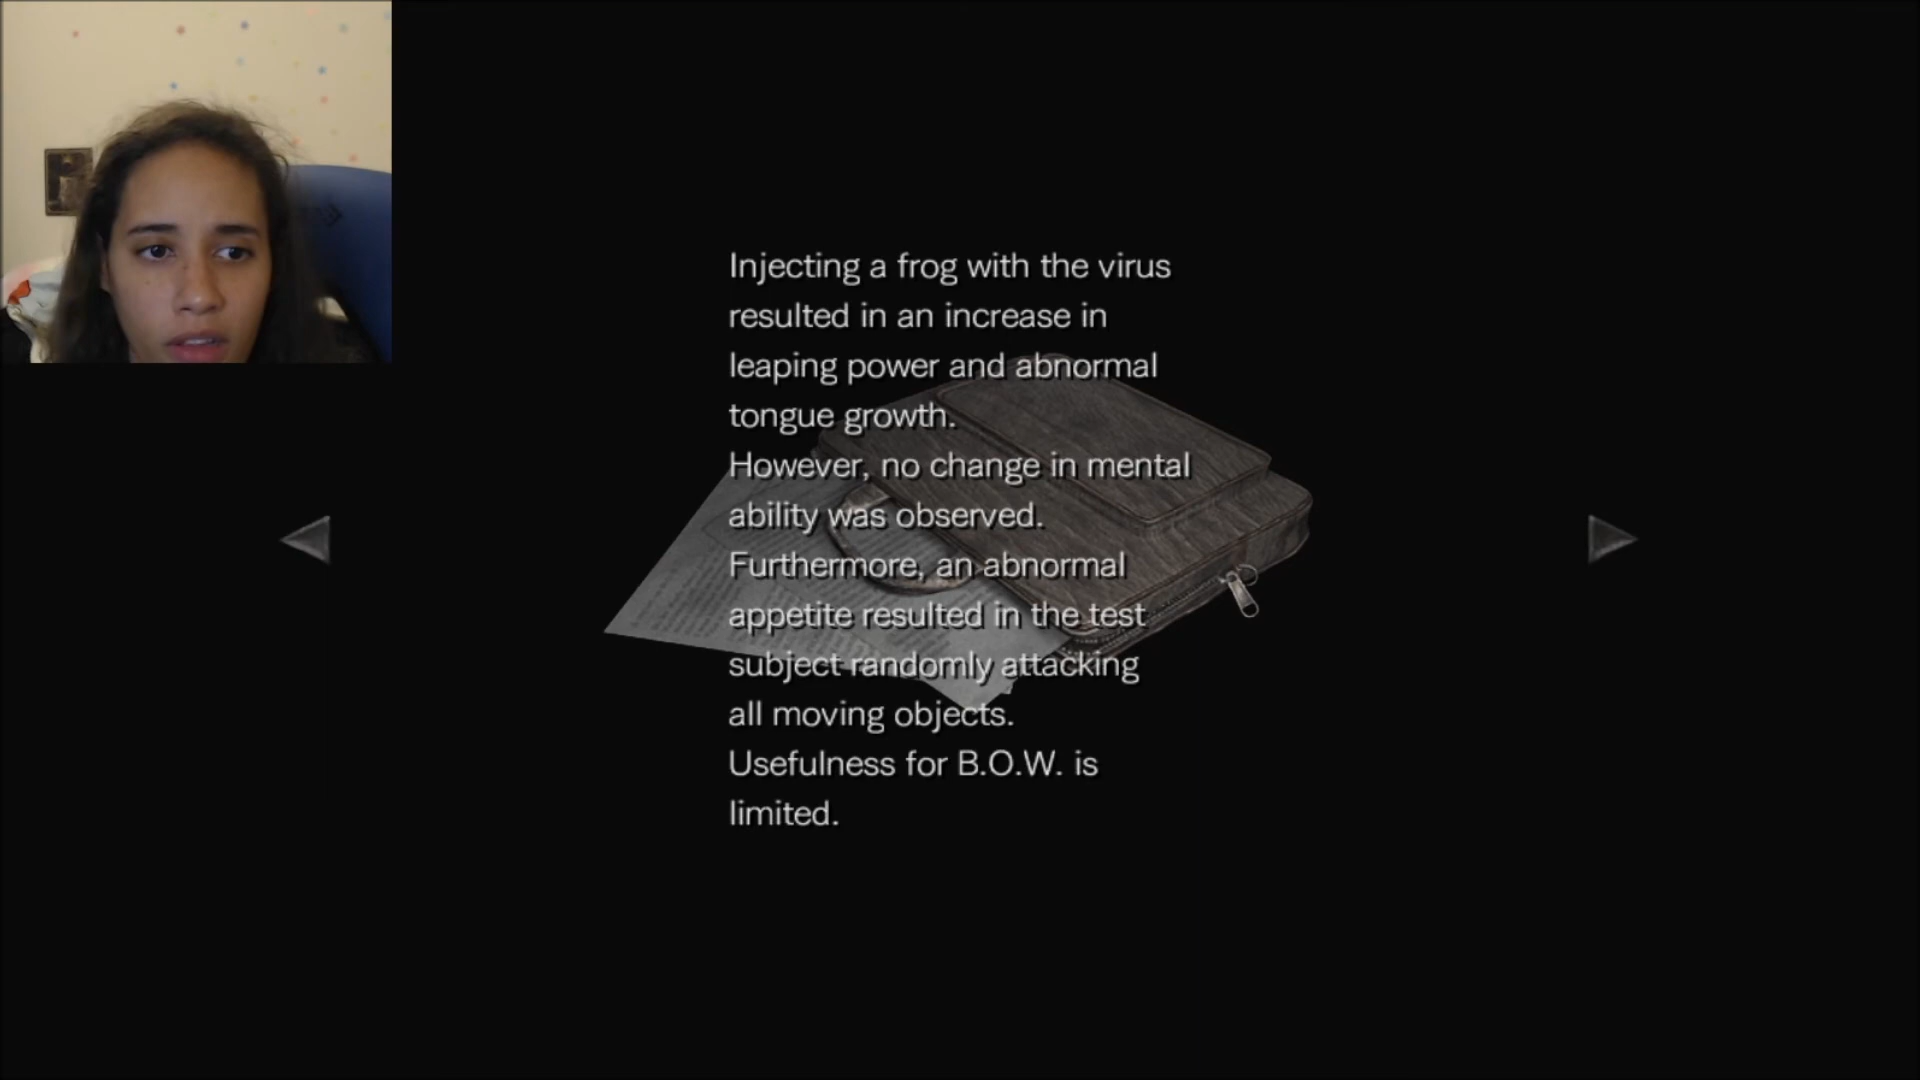 Injecting a frog with the virus
resulted in an increase in
leaping power and abnormal
tongue growth.
However, no change in mental
ability was observed.
Furthermore, an abnormal
appetite resulted in the test
subject randomly attacking
all moving objects.
Usefulness for B.O.W. is
limited.